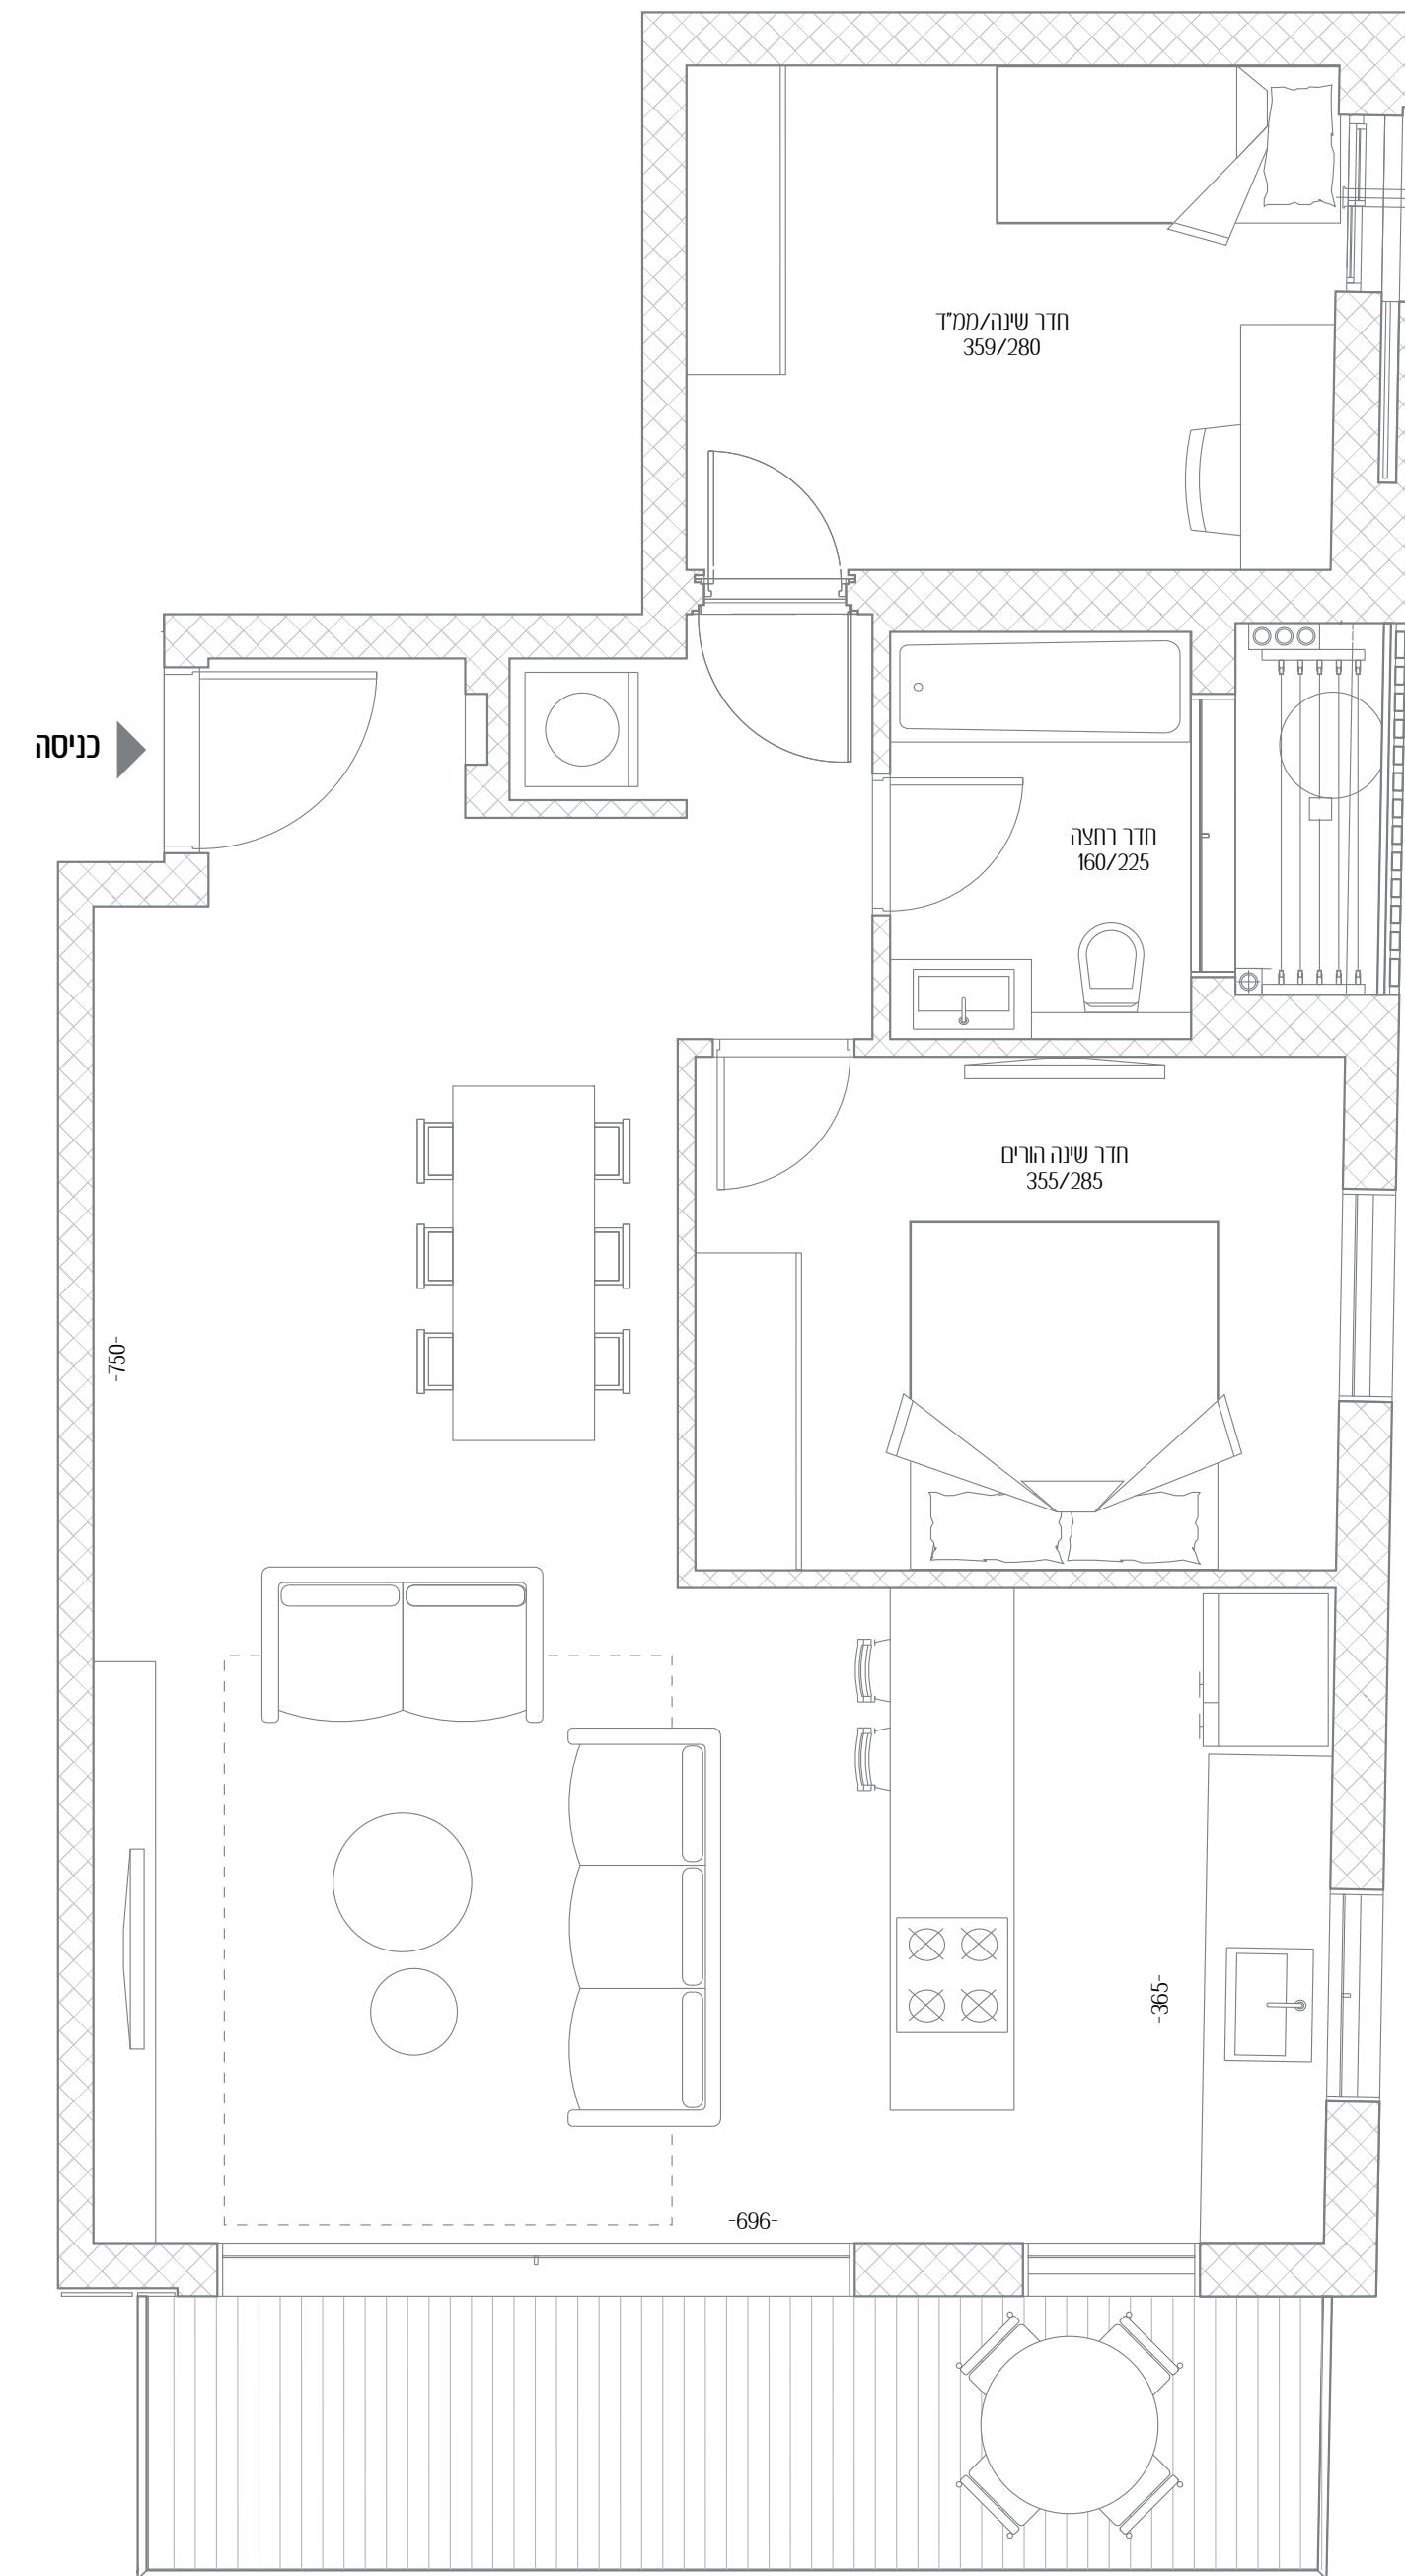 חדר שינה/ממ"ד
359/280
כניסה
חדר רחצה
160/225
חדר שינה הורים
355/285
-750-
-365-
-696-